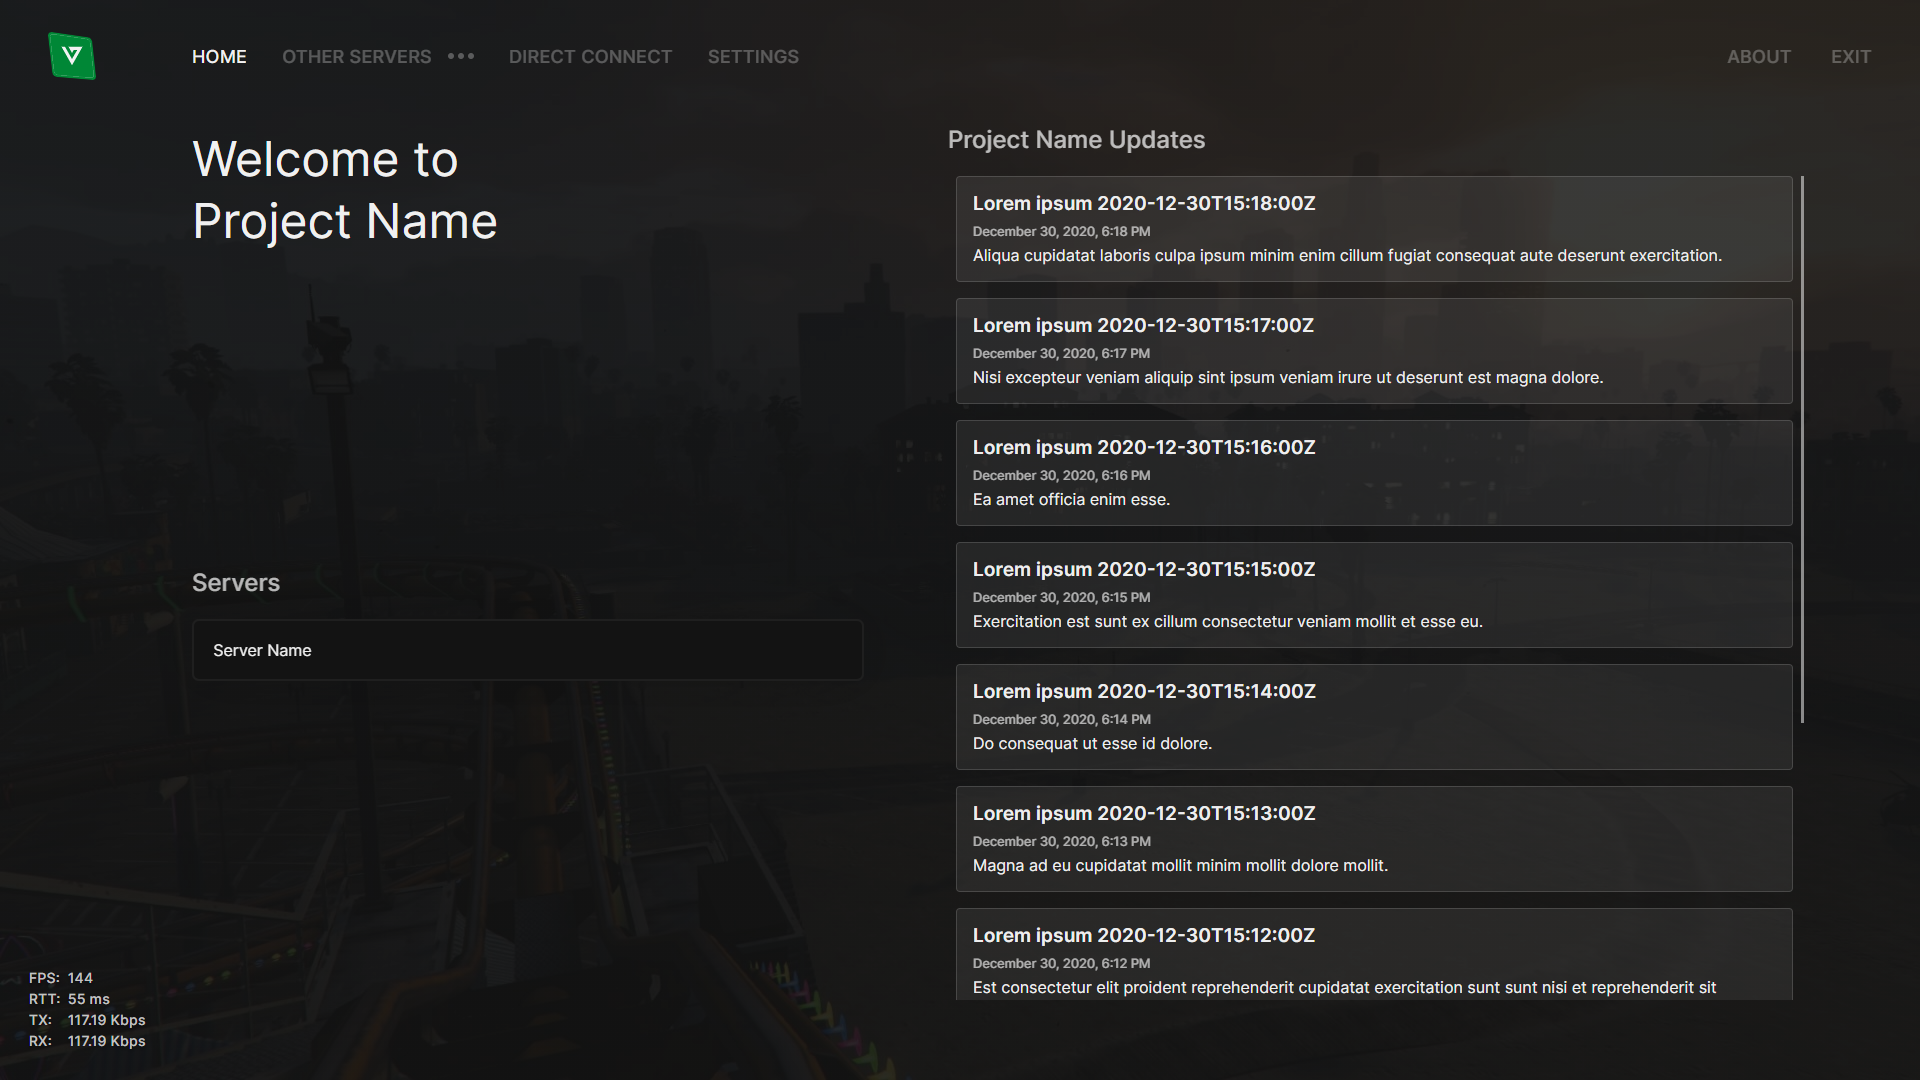 HOME
OTHER SERVERS •••
DIRECT CONNECT
SETTINGS
ABOUT
EXIT
Welcome to
Project Name
Servers
Server Name
Project Name Updates
Lorem ipsum 2020-12-30T15:18:00Z
December 30, 2020, 6:18 PM
Aliqua cupidatat laboris culpa ipsum minim enim cillum fugiat consequat aute deserunt exercitation.
Lorem ipsum 2020-12-30T15:17:00Z
December 30, 2020, 6:17 PM
Nisi excepteur veniam aliquip sint ipsum veniam irure ut deserunt est magna dolore.
Lorem ipsum 2020-12-30T15:16:00Z
December 30, 2020, 6:16 PM
Ea amet officia enim esse.
Lorem ipsum 2020-12-30T15:15:00Z
December 30, 2020, 6:15 PM
Exercitation est sunt ex cillum consectetur veniam mollit et esse eu.
Lorem ipsum 2020-12-30T15:14:00Z
December 30, 2020, 6:14 PM
Do consequat ut esse id dolore.
Lorem ipsum 2020-12-30T15:13:00Z
December 30, 2020, 6:13 PM
Magna ad eu cupidatat mollit minim mollit dolore mollit.
Lorem ipsum 2020-12-30T15:12:00Z
December 30, 2020, 6:12 PM
Est consectetur elit proident reprehenderit cupidatat exercitation sunt sunt nisi et reprehenderit sit
FPS: 144
RTT: 55 ms
TX: 117.19 Kbps
RX: 117.19 Kbps